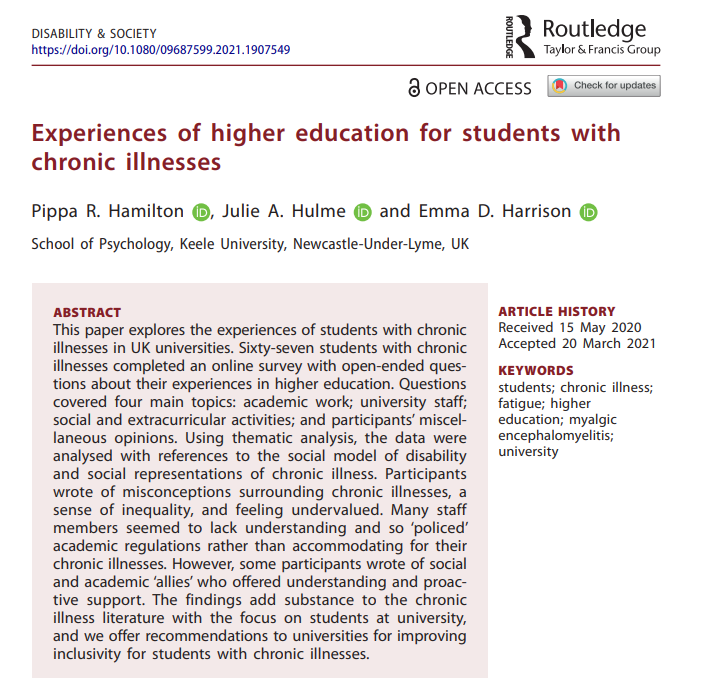 DISABILITY & SOCIETY
https://doi.org/10.1080/09687599.2021.1907549
ROUTLEDGE
Routledge
Taylor & Francis Group
OPEN ACCESS
Check for updates
Experiences of higher education for students with
chronic illnesses
Pippa R. Hamilton iD, Julie A. Hulme iD and Emma D. Harrison iD
School of Psychology, Keele University, Newcastle-Under-Lyme, UK
ABSTRACT
This paper explores the experiences of students with chronic
illnesses in UK universities. Sixty-seven students with chronic
illnesses completed an online survey with open-ended ques-
tions about their experiences in higher education. Questions
covered four main topics: academic work; university staff;
social and extracurricular activities; and participants’ miscel-
laneous opinions. Using thematic analysis, the data were
analysed with references to the social model of disability
and social representations of chronic illness. Participants
wrote of misconceptions surrounding chronic illnesses, a
sense of inequality, and feeling undervalued. Many staff
members seemed to lack understanding and so ‘policed’
academic regulations rather than accommodating for their
chronic illnesses. However, some participants wrote of social
and academic ‘allies’ who offered understanding and proac-
tive support. The findings add substance to the chronic
illness literature with the focus on students at university,
and we offer recommendations to universities for improving
inclusivity for students with chronic illnesses.
ARTICLE HISTORY
Received 15 May 2020
Accepted 20 March 2021
KEYWORDS
students; chronic illness;
fatigue; higher
education; myalgic
encephalomyelitis;
university